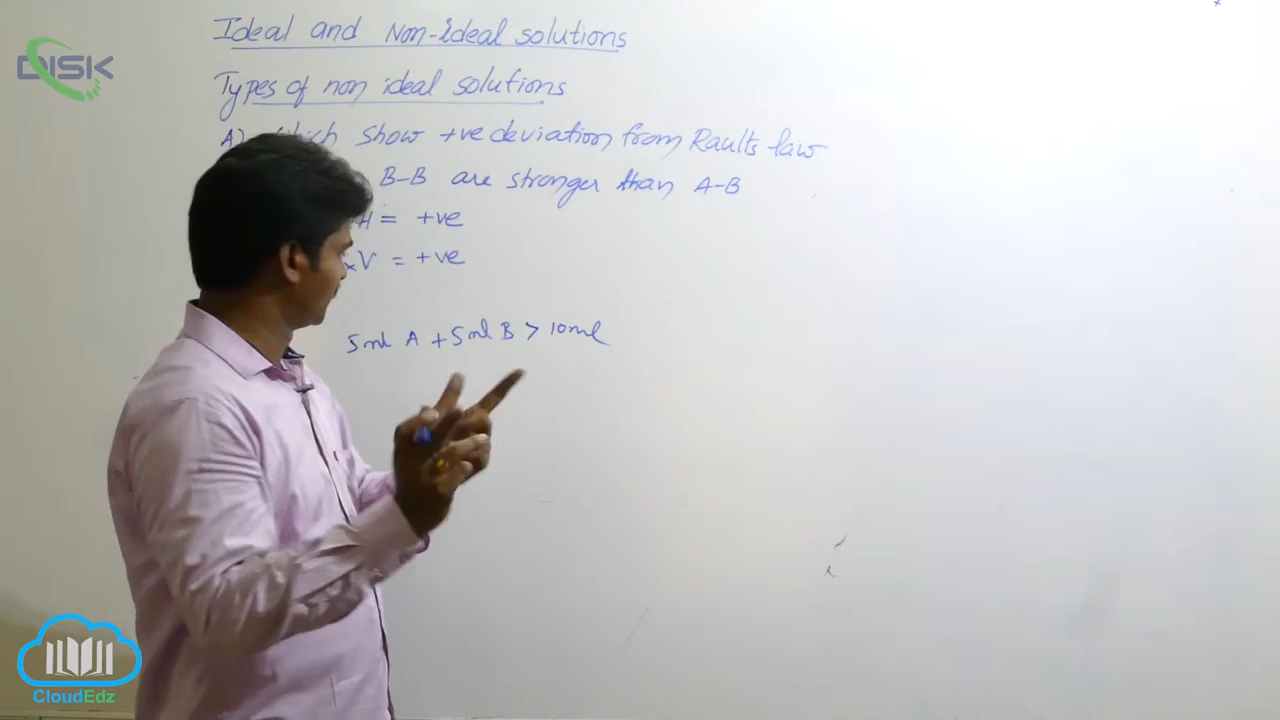 DISK
Ideal and Non-ideal solutions
Types of non ideal solutions
A) Which show +ve deviation from Raults law
B-B are stronger than A-B
H = +ve
V = +ve
5ml A + 5ml B > 10ml
CloudEdz